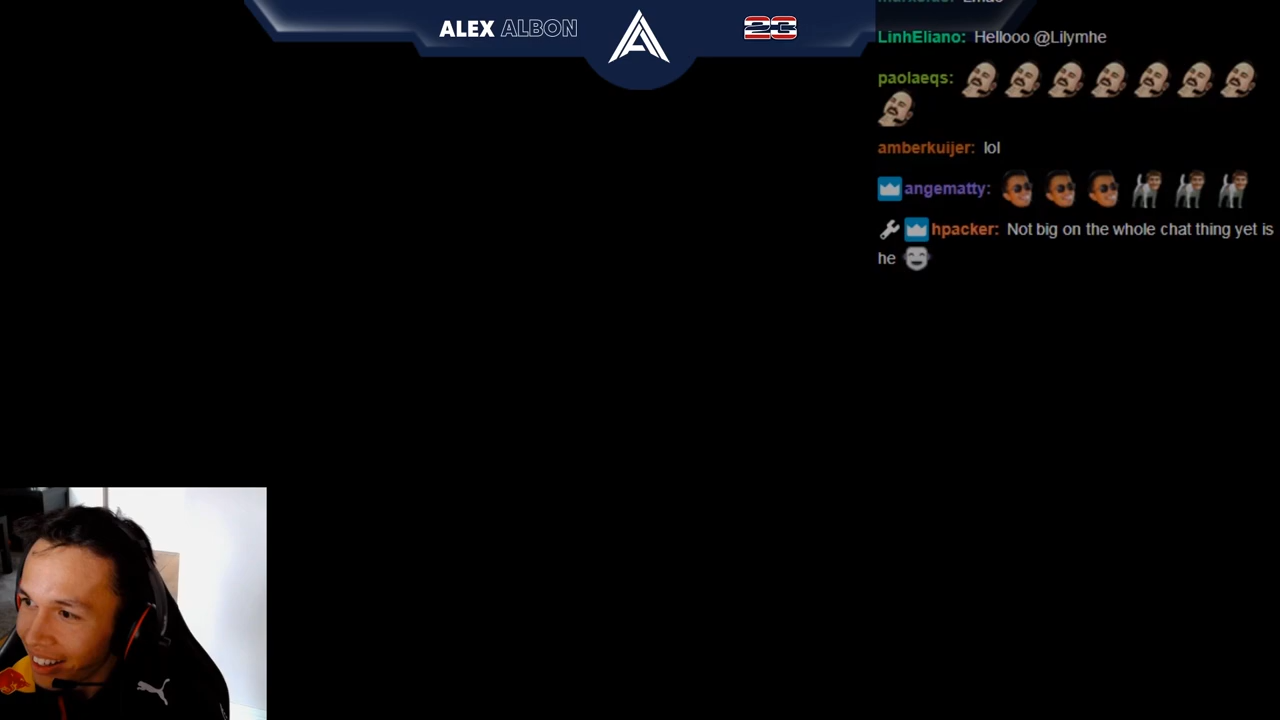 ALEX ALBON
23
LinhEliano: Hellooo @Lilymhe
paolaeqs:
amberkuijer: lol
angematty:
hpacker: Not big on the whole chat thing yet is
he